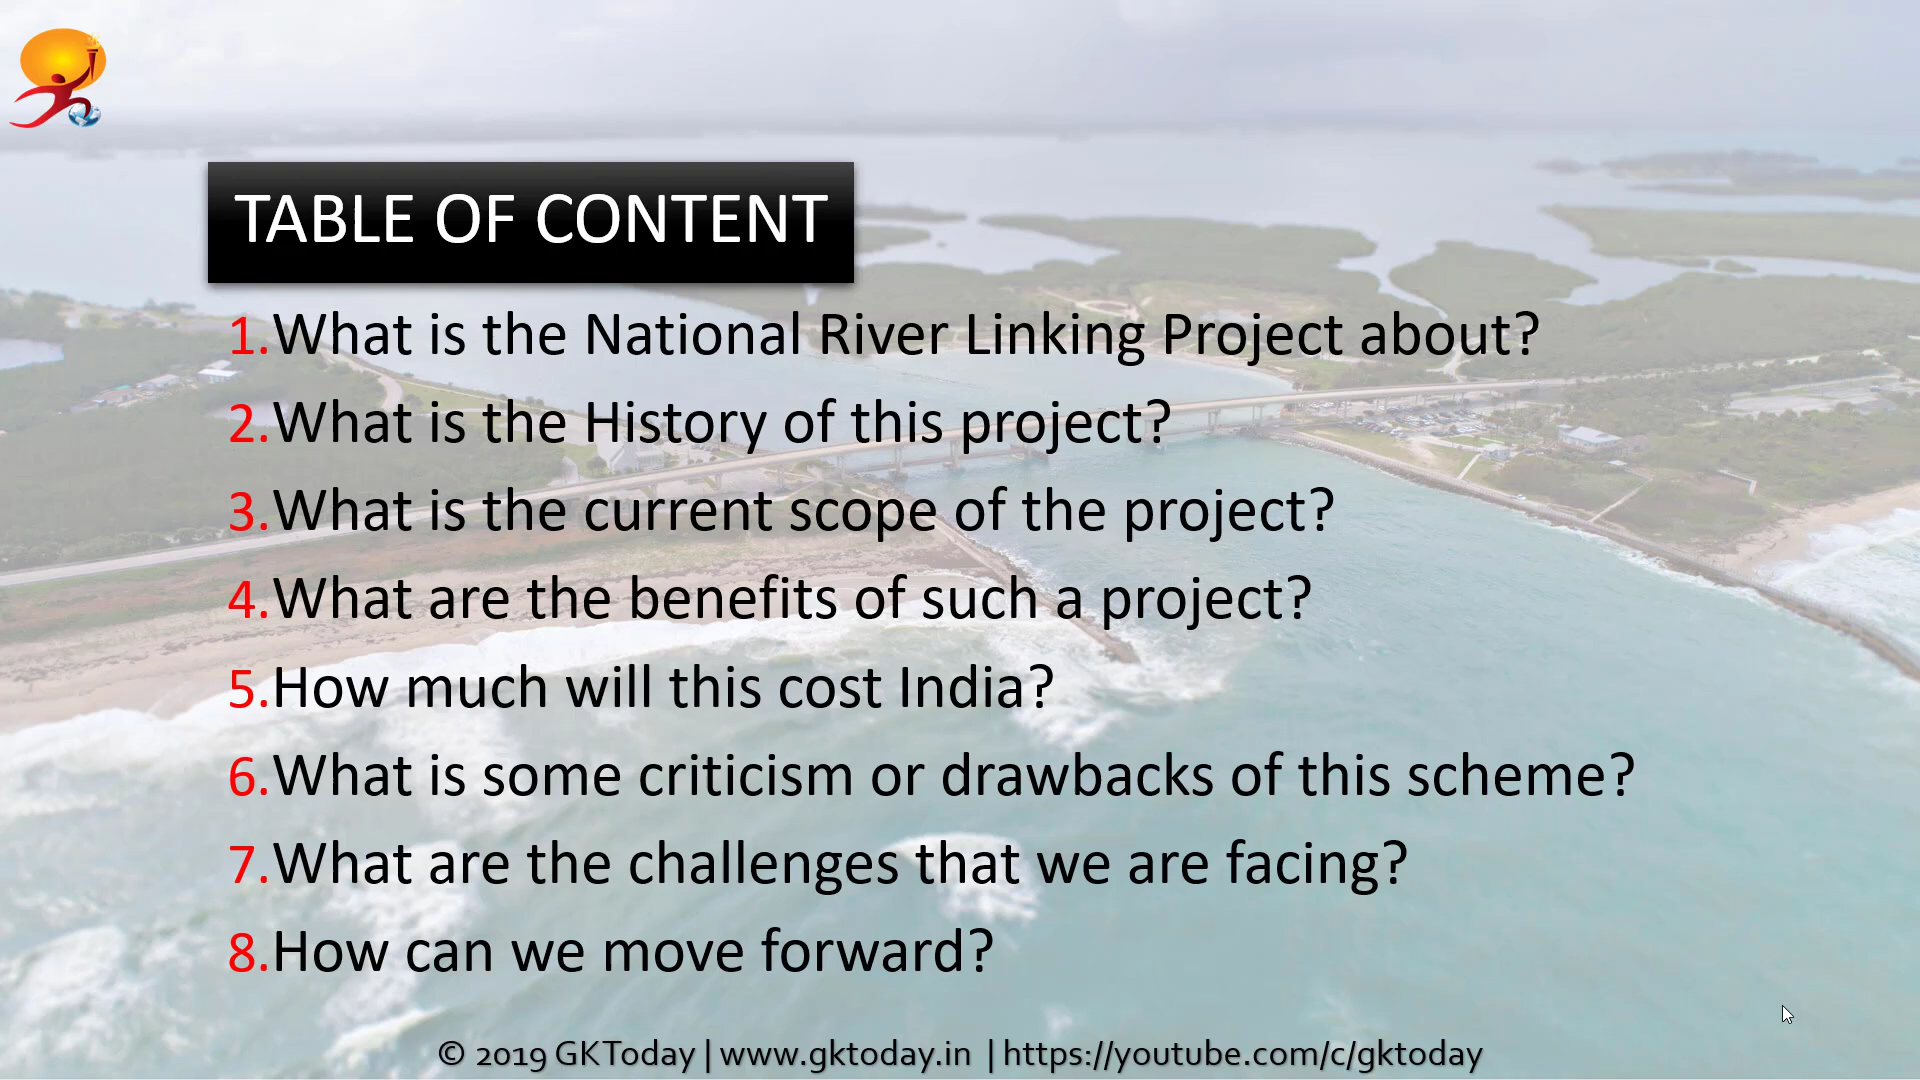 TABLE OF CONTENT
1.What is the National River Linking Project about?
2.What is the History of this project?
3.What is the current scope of the project?
4.What are the benefits of such a project?
5.How much will this cost India?
6.What is some criticism or drawbacks of this scheme?
7.What are the challenges that we are facing?
8.How can we move forward?
© 2019 GKToday | www.gktoday.in | https://youtube.com/c/gktoday